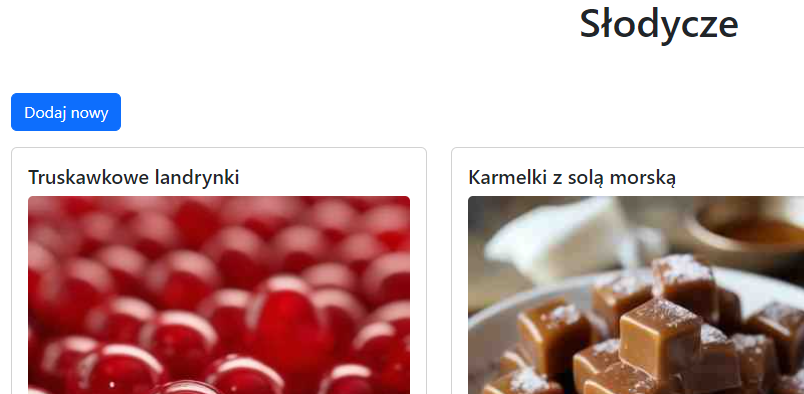 Słodycze
Dodaj nowy
Truskawkowe landrynki
Karmelki z solą morską